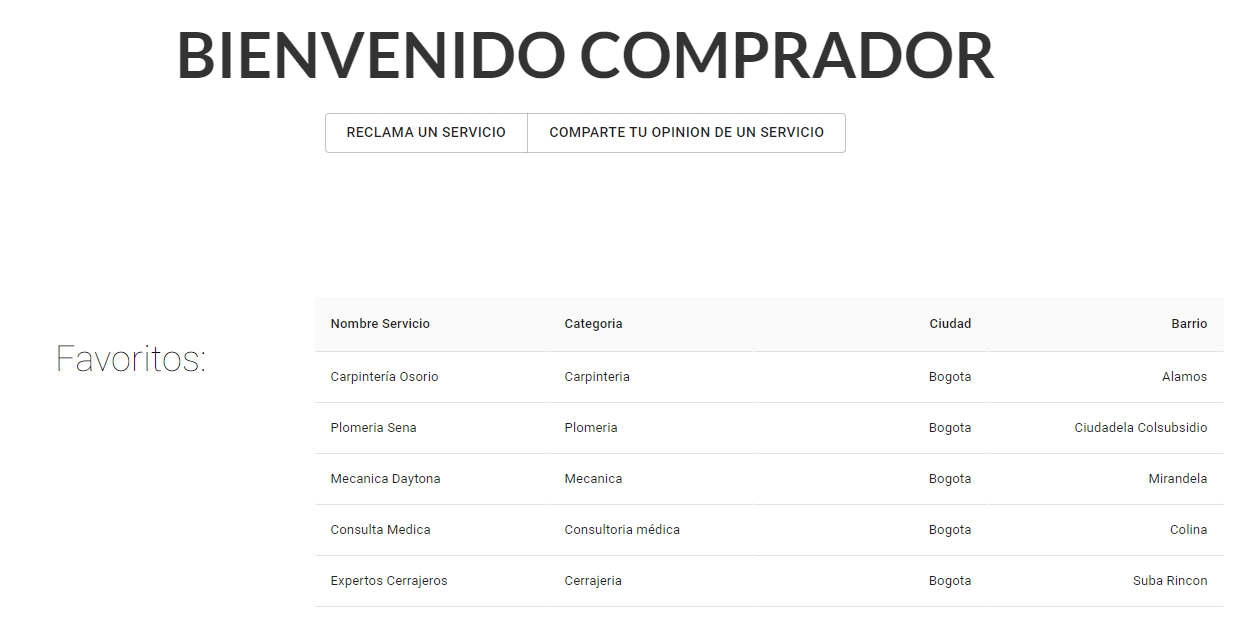 BIENVENIDO COMPRADOR
RECLAMA UN SERVICIO COMPARTE TU OPINION DE UN SERVICIO
Favoritos:
Nombre Servicio Categoria Ciudad Barrio
Carpintería Osorio Carpinteria Bogota Alamos
Plomeria Sena Plomeria Bogota Ciudadela Colsubsidio
Mecanica Daytona Mecanica Bogota Mirandela
Consulta Medica Consultoria médica Bogota Colina
Expertos Cerrajeros Cerrajeria Bogota Suba Rincon